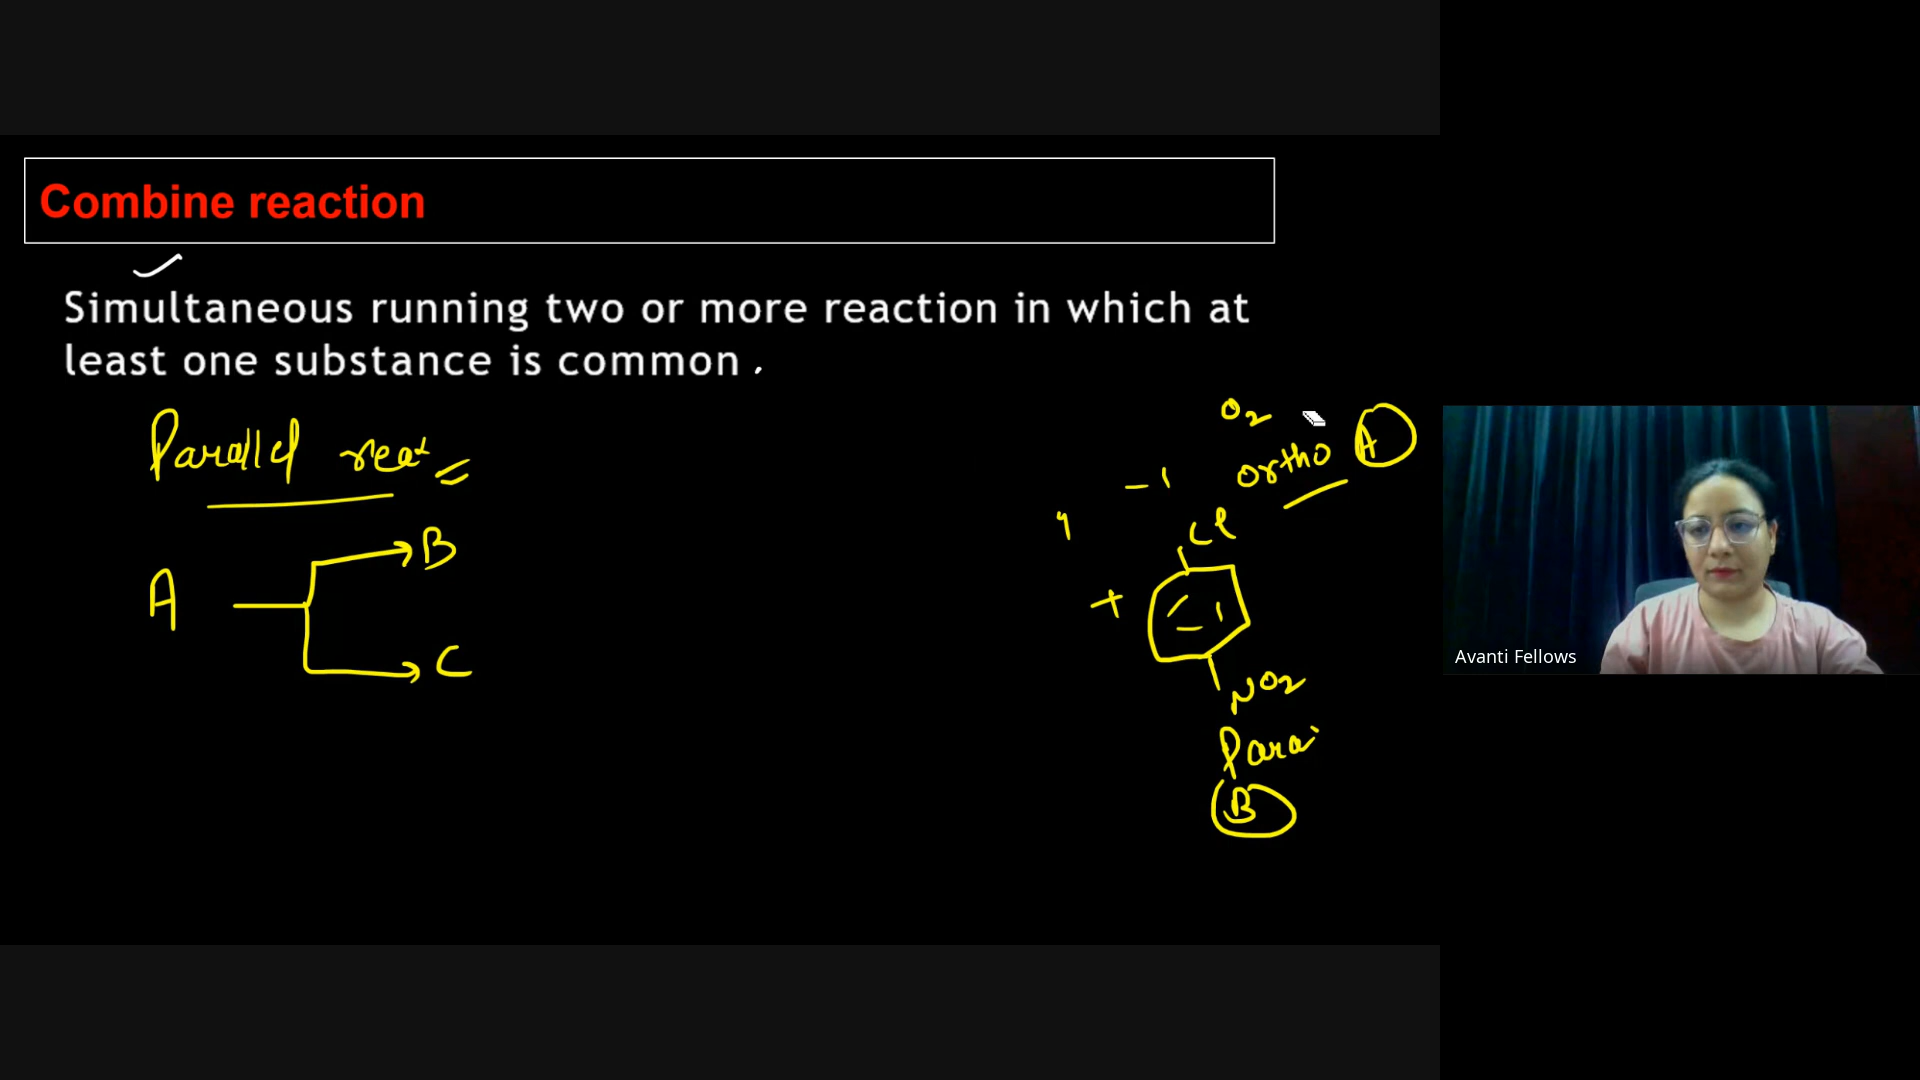 Combine reaction
Simultaneous running two or more reaction in which at
least one substance is common .
Parallel
A
B
C
O2
ortho A
Cl
+
NO2
Para
B
Avanti Fellows